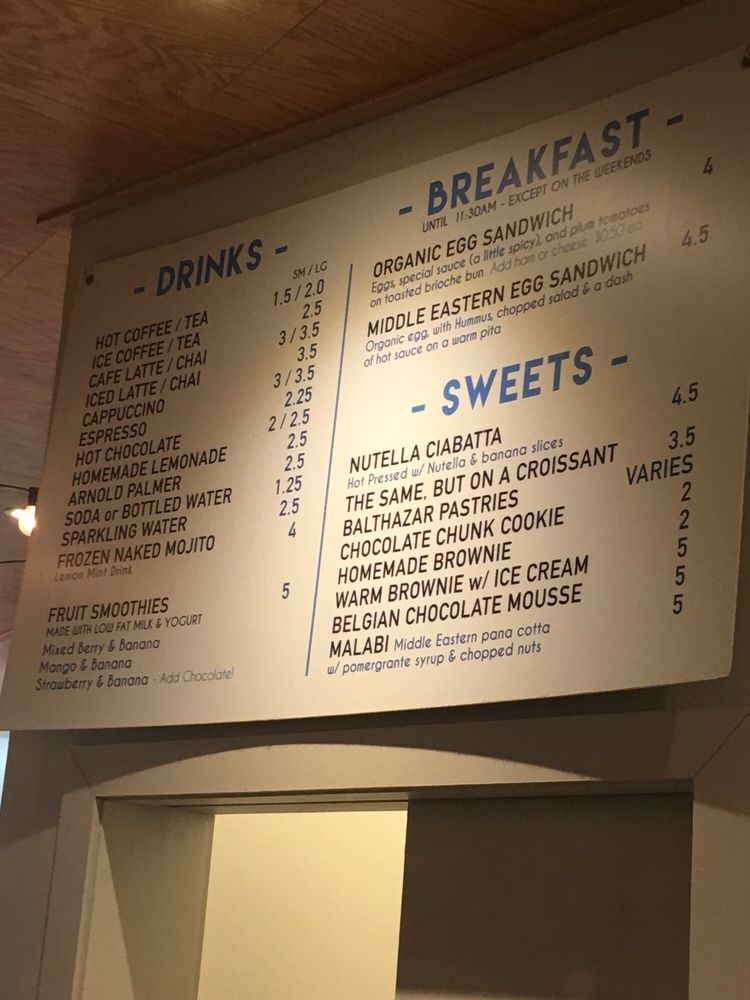 - DRINKS -
SM / LG
HOT COFFEE / TEA 1.5 / 2.0
ICE COFFEE / TEA 2.5
CAFE LATTE / CHAI 3 / 3.5
ICED LATTE / CHAI 3.5
CAPPUCCINO 3 / 3.5
ESPRESSO 2.25
HOT CHOCOLATE 2 / 2.5
HOMEMADE LEMONADE 2.5
ARNOLD PALMER 2.5
SODA or BOTTLED WATER 1.25
SPARKLING WATER 2.5
FROZEN NAKED MOJITO 4
Lemon Mint Drink
FRUIT SMOOTHIES 5
MADE WITH LOW FAT MILK & YOGURT
Mixed Berry & Banana
Mango & Banana
Strawberry & Banana - Add Chocolate!
- BREAKFAST -
UNTIL 11:30AM - EXCEPT ON THE WEEKENDS
ORGANIC EGG SANDWICH 4
Eggs, special sauce (a little spicy), and plum tomatoes
on toasted brioche bun Add ham or cheese $0.50 ea.
MIDDLE EASTERN EGG SANDWICH 4.5
Organic egg, with Hummus, chopped salad & a dash
of hot sauce on a warm pita
- SWEETS -
NUTELLA CIABATTA 4.5
Hot Pressed w/ Nutella & banana slices
THE SAME, BUT ON A CROISSANT 3.5
BALTHAZAR PASTRIES VARIES
CHOCOLATE CHUNK COOKIE 2
HOMEMADE BROWNIE 2
WARM BROWNIE w/ ICE CREAM 5
BELGIAN CHOCOLATE MOUSSE 5
MALABI Middle Eastern pana cotta 5
w/ pomergrante syrup & chopped nuts